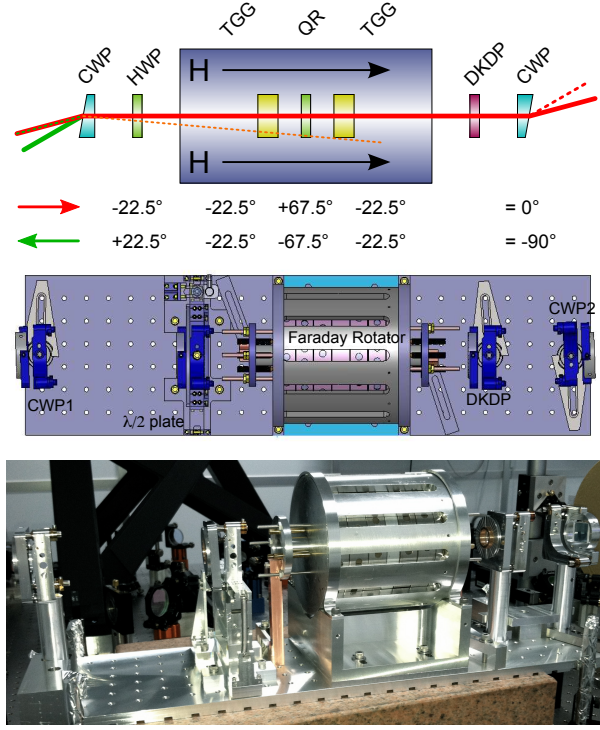 TGG QR TGG
CWP HWP DKDP CWP
H
H
-22.5° -22.5° +67.5° -22.5° = 0°
+22.5° -22.5° -67.5° -22.5° = -90°
CWP2
Faraday Rotator
CWP1 DKDP
λ/2 plate